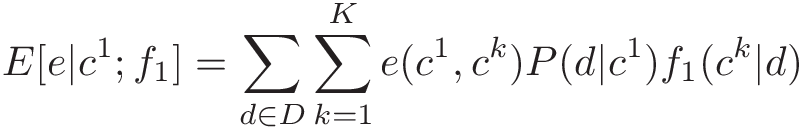 E[e|c^1; f_1] = \sum_{d \in D} \sum_{k=1}^{K} e(c^1, c^k) P(d|c^1) f_1(c^k|d)